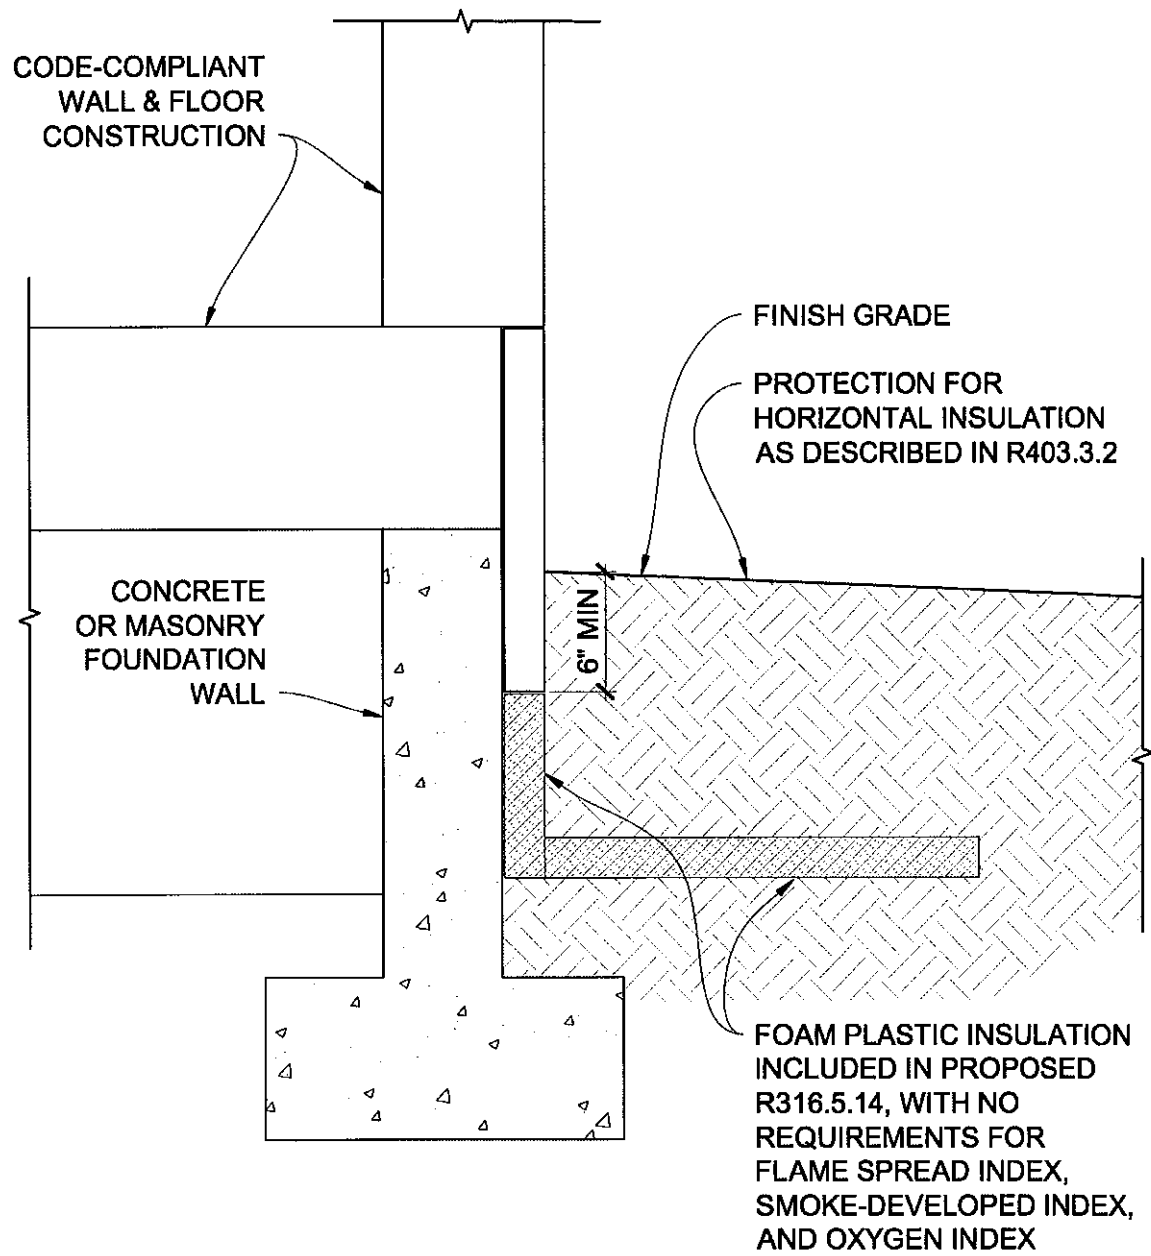 CODE-COMPLIANT
WALL & FLOOR
CONSTRUCTION
FINISH GRADE
PROTECTION FOR
HORIZONTAL INSULATION
AS DESCRIBED IN R403.3.2
CONCRETE
OR MASONRY
FOUNDATION
WALL
6" MIN
FOAM PLASTIC INSULATION
INCLUDED IN PROPOSED
R316.5.14, WITH NO
REQUIREMENTS FOR
FLAME SPREAD INDEX,
SMOKE-DEVELOPED INDEX,
AND OXYGEN INDEX